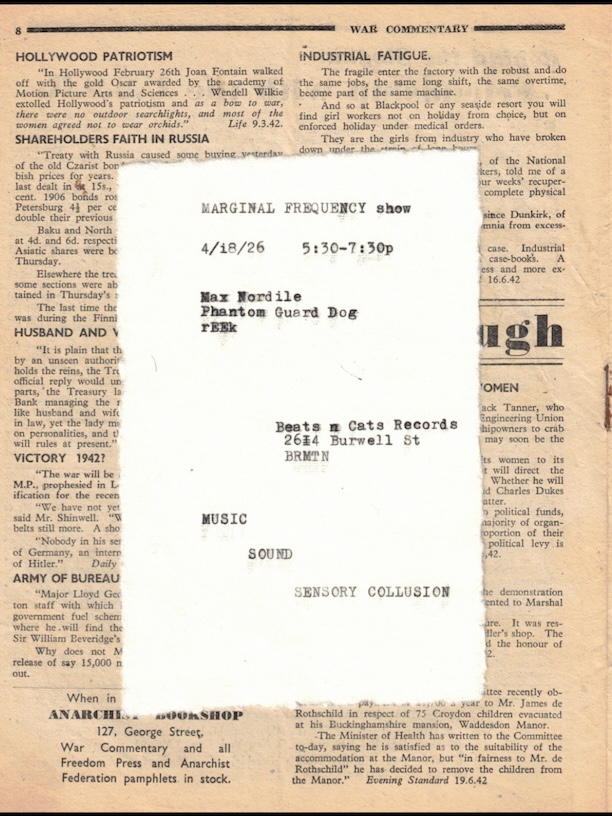 8
WAR COMMENTARY
HOLLYWOOD PATRIOTISM
"In Hollywood February 26th Joan Fontain walked
off with the gold Oscar awarded by the academy of
Motion Picture Arts and Sciences . . . Wendell Wilkie
extolled Hollywood's patriotism and as a bow to war,
there were no outdoor searchlights, and most of the
women agreed not to wear orchids." Life 9.3.42.
SHAREHOLDERS FAITH IN RUSSIA
"Treaty with Russia caused some buying yesterday
of the old Czarist bon
bish prices for years.
last dealt in 15s.,
cent. 1906 bonds ros
Petersburg 4½ per ce
double their previous
Baku and North
at 4d. and 6d. respecti
Asiatic shares were bo
Thursday.
Elsewhere the tre
some sections were ab
tained in Thursday's
The last time the
was during the Finni
HUSBAND AND
"It is plain that th
by an unseen authori
holds the reins, the Tre
official reply would un
parts, the Treasury la
Bank managing the
like husband and wife
in law, yet the lady m
on personalities, and t
will rules at present."
VICTORY 1942?
"The war will be
M.P., prophesied in L
ification for the recen
"We have not yet
said Mr. Shinwell. "W
belts still more. A sho
"Nobody in his ser
of Germany, an intern
of Hitler." Daily
ARMY OF BUREAU
"Major Lloyd Geo
ton staff with which
government fuel schem
where he will find the
Sir William Beveridge's
Why does not M
release of say 15,000
out.
When in
ANARCHIST BOOKSHOP
127, George Street,
War Commentary and all
Freedom Press and Anarchist
Federation pamphlets in stock.
INDUSTRIAL FATIGUE.
The fragile enter the factory with the robust and do
the same jobs, the same long shift, the same overtime,
become part of the same machine.
And so at Blackpool or any seaside resort you will
find girl workers not on holiday from choice, but on
enforced holiday under medical orders.
They are the girls from industry who have broken
down under the strain of long hours.
of the National
kers, told me of a
our weeks' recuper-
complete physical
since Dunkirk, of
mnia from excess-
case. Industrial
case-books. A
ess and more ex-
16.6.42
ugh
OMEN
ack Tanner, who
Engineering Union
hipowners to crab
may soon be the
ts women to its
t will direct the
Whether he will
d Charles Dukes
atter.
political funds,
ajority of organ-
oportion of their
political levy is
,42.
he demonstration
ented to Marshal
ure. It was res-
ller's shop. The
d the honour of
2.
ttee recently ob-
a year to Mr. James de
Rothschild in respect of 75 Croydon children evacuated
at his Buckinghamshire mansion, Waddesdon Manor.
The Minister of Health has written to the Committee
to-day, saying he is satisfied as to the suitability of the
accommodation at the Manor, but "in fairness to Mr. de
Rothschild" he has decided to remove the children from
the Manor." Evening Standard 19.6.42
MARGINAL FREQUENCY show
4/18/26 5:30-7:30p
Max Nordile
Phantom Guard Dog
rEEk
Beats n Cats Records
2614 Burwell St
BRMTN
MUSIC
SOUND
SENSORY COLLUSION